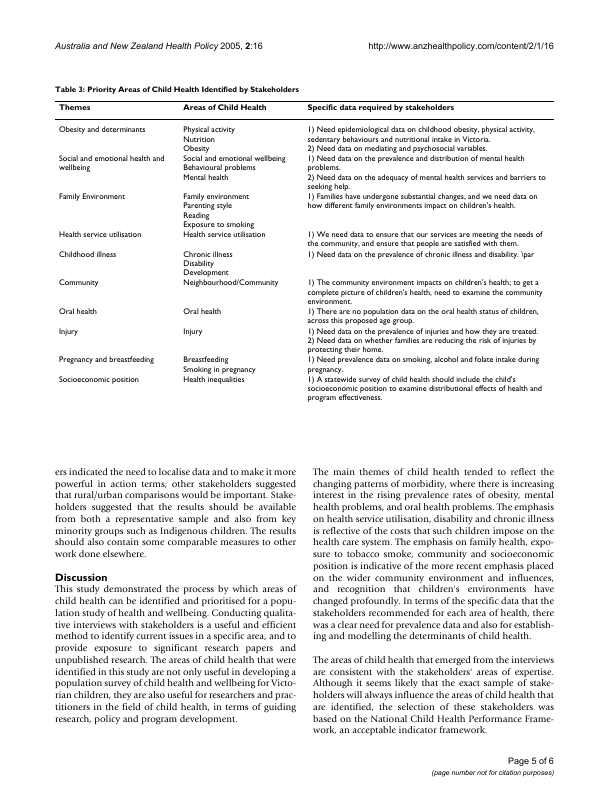 Australia and New Zealand Health Policy 2005, 2:16
http://www.anzhealthpolicy.com/content/2/1/16
Table 3: Priority Areas of Child Health Identified by Stakeholders
Themes Areas of Child Health Specific data required by stakeholders
Obesity and determinants Physical activity 1) Need epidemiological data on childhood obesity, physical activity,
Nutrition sedentary behaviours and nutritional intake in Victoria.
Obesity 2) Need data on mediating and psychosocial variables.
Social and emotional health and Social and emotional wellbeing 1) Need data on the prevalence and distribution of mental health
wellbeing Behavioural problems problems.
Mental health 2) Need data on the adequacy of mental health services and barriers to
seeking help.
Family Environment Family environment 1) Families have undergone substantial changes, and we need data on
Parenting style how different family environments impact on children's health.
Reading
Exposure to smoking
Health service utilisation Health service utilisation 1) We need data to ensure that our services are meeting the needs of
the community, and ensure that people are satisfied with them.
Childhood illness Chronic illness 1) Need data on the prevalence of chronic illness and disability. \par
Disability
Development
Community Neighbourhood/Community 1) The community environment impacts on children's health; to get a
complete picture of children's health, need to examine the community
environment.
Oral health Oral health 1) There are no population data on the oral health status of children,
across this proposed age group.
Injury Injury 1) Need data on the prevalence of injuries and how they are treated.
2) Need data on whether families are reducing the risk of injuries by
protecting their home.
Pregnancy and breastfeeding Breastfeeding 1) Need prevalence data on smoking, alcohol and folate intake during
Smoking in pregnancy pregnancy.
Socioeconomic position Health inequalities 1) A statewide survey of child health should include the child's
socioeconomic position to examine distributional effects of health and
program effectiveness.
ers indicated the need to localise data and to make it more
powerful in action terms; other stakeholders suggested
that rural/urban comparisons would be important. Stake-
holders suggested that the results should be available
from both a representative sample and also from key
minority groups such as Indigenous children. The results
should also contain some comparable measures to other
work done elsewhere.
Discussion
This study demonstrated the process by which areas of
child health can be identified and prioritised for a popu-
lation study of health and wellbeing. Conducting qualita-
tive interviews with stakeholders is a useful and efficient
method to identify current issues in a specific area, and to
provide exposure to significant research papers and
unpublished research. The areas of child health that were
identified in this study are not only useful in developing a
population survey of child health and wellbeing for Victo-
rian children, they are also useful for researchers and prac-
titioners in the field of child health, in terms of guiding
research, policy and program development.
The main themes of child health tended to reflect the
changing patterns of morbidity, where there is increasing
interest in the rising prevalence rates of obesity, mental
health problems, and oral health problems. The emphasis
on health service utilisation, disability and chronic illness
is reflective of the costs that such children impose on the
health care system. The emphasis on family health, expo-
sure to tobacco smoke, community and socioeconomic
position is indicative of the more recent emphasis placed
on the wider community environment and influences,
and recognition that children's environments have
changed profoundly. In terms of the specific data that the
stakeholders recommended for each area of health, there
was a clear need for prevalence data and also for establish-
ing and modelling the determinants of child health.
The areas of child health that emerged from the interviews
are consistent with the stakeholders' areas of expertise.
Although it seems likely that the exact sample of stake-
holders will always influence the areas of child health that
are identified, the selection of these stakeholders was
based on the National Child Health Performance Frame-
work, an acceptable indicator framework.
Page 5 of 6
(page number not for citation purposes)